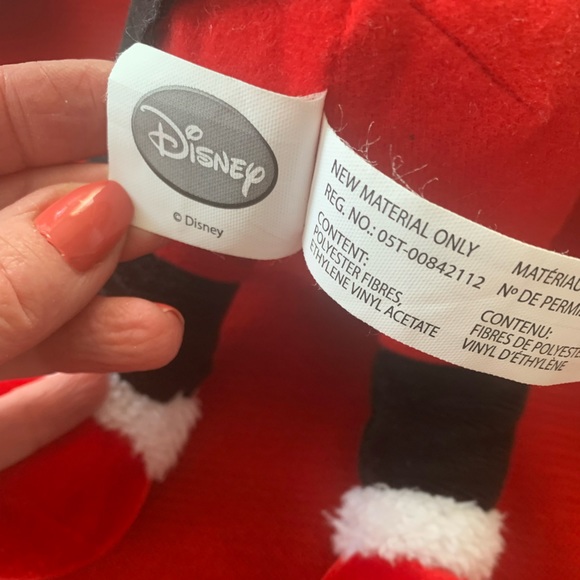 Disney
© Disney
NEW MATERIAL ONLY
REG. NO.: 05T-00842112
CONTENT:
POLYESTER FIBRES,
ETHYLENE VINYL ACETATE
MATÉRIAU
Nº DE PERMI
CONTENU:
FIBRES DE POLYESTE
VINYL D'ÉTHYLÈNE